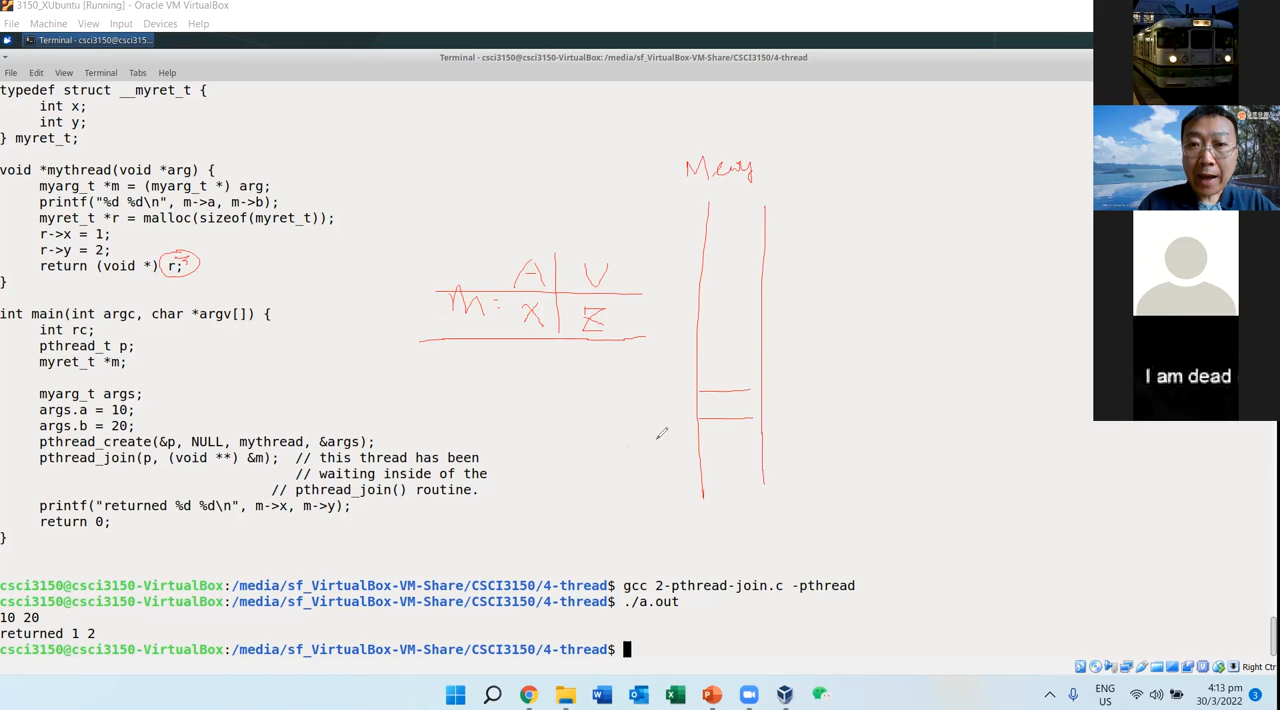 3150_XUbuntu [Running] - Oracle VM VirtualBox
File Machine View Input Devices Help
Terminal - csci3150@csci315...
Terminal - csci3150@csci3150-VirtualBox: /media/sf_VirtualBox-VM-Share/CSCI3150/4-thread
File Edit View Terminal Tabs Help
typedef struct __myret_t {
int x;
int y;
} myret_t;
void *mythread(void *arg) {
myarg_t *m = (myarg_t *) arg;
printf("%d %d\n", m->a, m->b);
myret_t *r = malloc(sizeof(myret_t));
r->x = 1;
r->y = 2;
return (void *) r;
}
int main(int argc, char *argv[]) {
int rc;
pthread_t p;
myret_t *m;
myarg_t args;
args.a = 10;
args.b = 20;
pthread_create(&p, NULL, mythread, &args);
pthread_join(p, (void **) &m); // this thread has been
// waiting inside of the
// pthread_join() routine.
printf("returned %d %d\n", m->x, m->y);
return 0;
}
A V
m: X Z
csci3150@csci3150-VirtualBox:/media/sf_VirtualBox-VM-Share/CSCI3150/4-thread$ gcc 2-pthread-join.c -pthread
csci3150@csci3150-VirtualBox:/media/sf_VirtualBox-VM-Share/CSCI3150/4-thread$ ./a.out
10 20
returned 1 2
csci3150@csci3150-VirtualBox:/media/sf_VirtualBox-VM-Share/CSCI3150/4-thread$
I am dead
Right Ctr
ENG
US
4:13 pm
30/3/2022
3